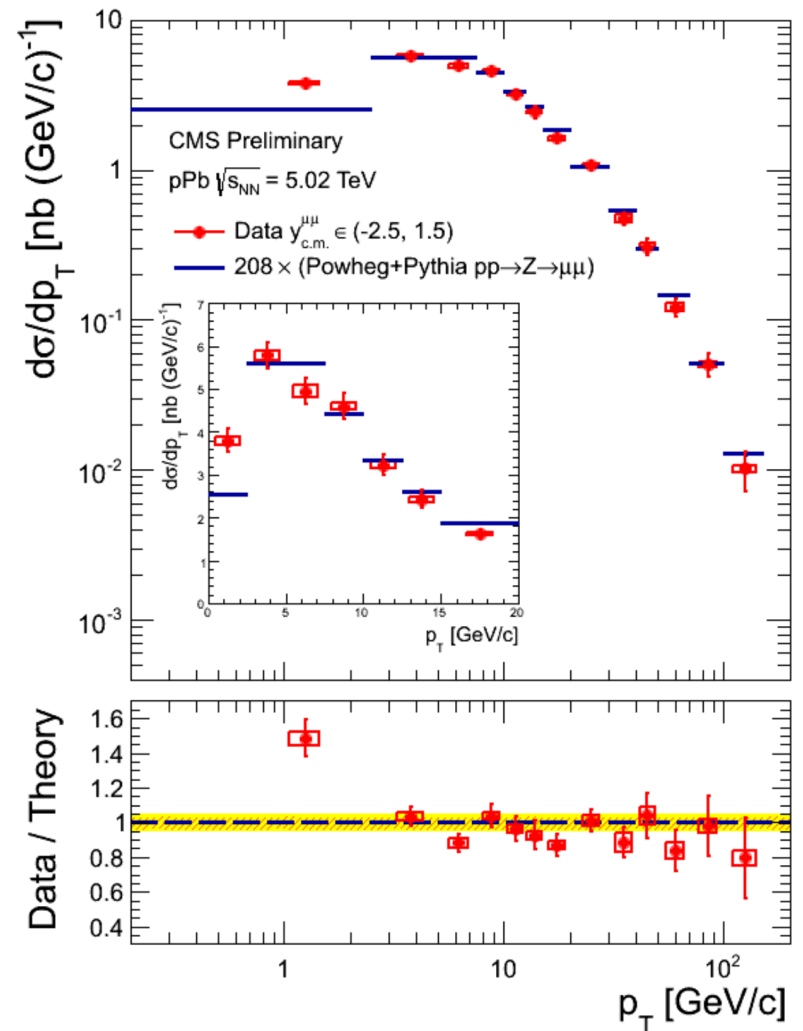 dσ/dp_T [nb (GeV/c)⁻¹]
10
1
10⁻¹
10⁻²
10⁻³
CMS Preliminary
pPb √s_NN = 5.02 TeV
Data y^μμ_c.m. ∈ (-2.5, 1.5)
208 × (Powheg+Pythia pp→Z→μμ)
dσ/dp_T [nb (GeV/c)⁻¹]
7
6
5
4
3
2
1
0
0 5 10 15 20
p_T [GeV/c]
Data / Theory
1.6
1.4
1.2
1
0.8
0.6
0.4
1 10 10²
p_T [GeV/c]